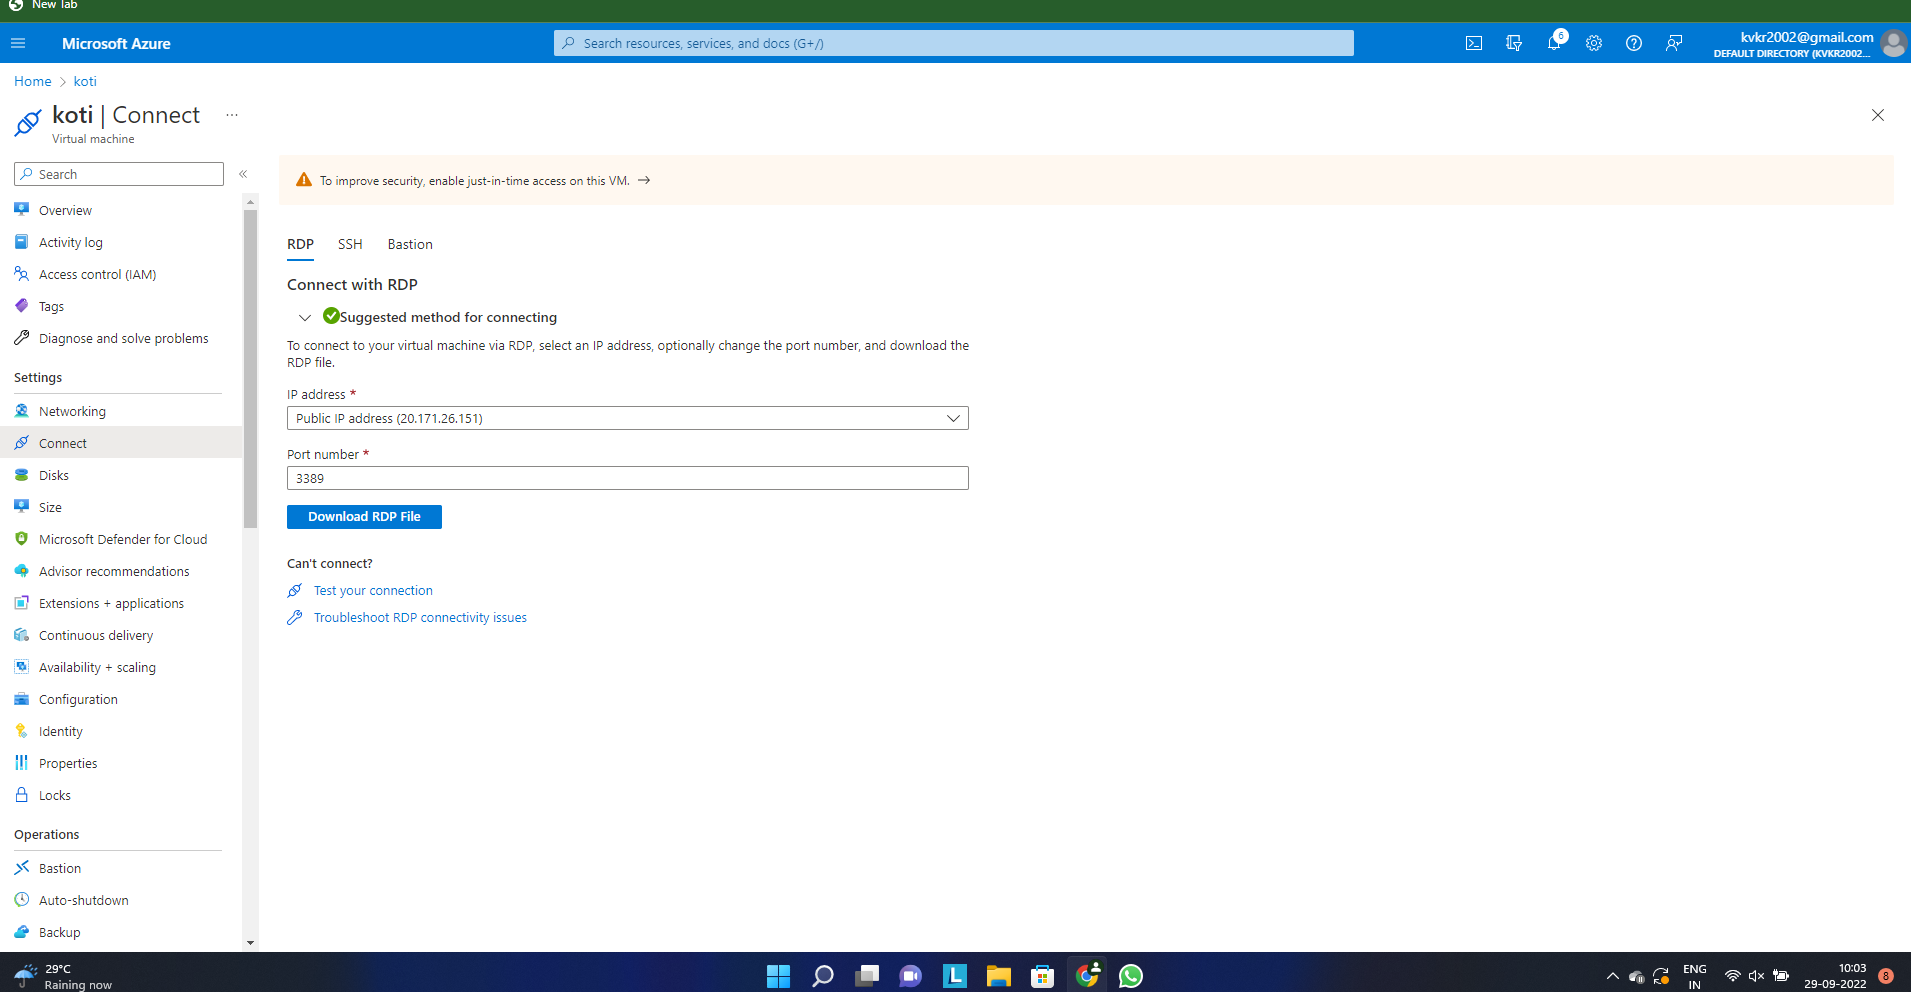 New Tab
Microsoft Azure
Search resources, services, and docs (G+/)
6
kvkr2002@gmail.com
DEFAULT DIRECTORY (KVKR2002...
Home > koti
koti | Connect ...
Virtual machine
Search
«
To improve security, enable just-in-time access on this VM. →
Overview
Activity log
Access control (IAM)
Tags
Diagnose and solve problems
Settings
Networking
Connect
Disks
Size
Microsoft Defender for Cloud
Advisor recommendations
Extensions + applications
Continuous delivery
Availability + scaling
Configuration
Identity
Properties
Locks
Operations
Bastion
Auto-shutdown
Backup
RDP SSH Bastion
Connect with RDP
Suggested method for connecting
To connect to your virtual machine via RDP, select an IP address, optionally change the port number, and download the
RDP file.
IP address *
Public IP address (20.171.26.151)
Port number *
3389
Download RDP File
Can't connect?
Test your connection
Troubleshoot RDP connectivity issues
29°C
Raining now
L
ENG
IN
10:03
29-09-2022
8